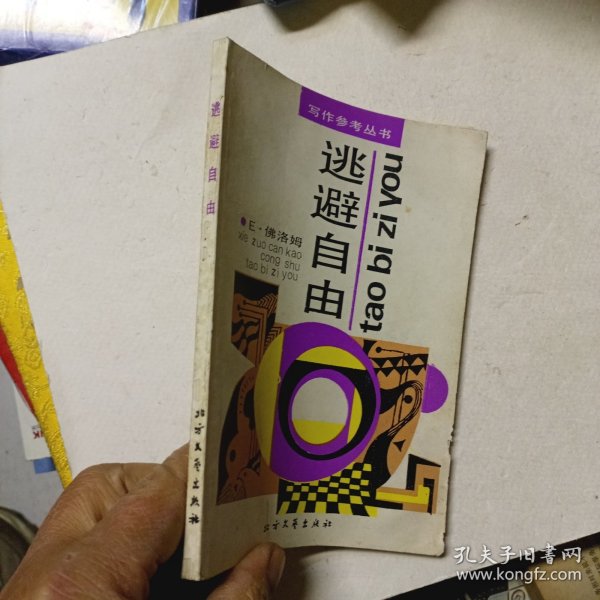 逃避自由
北方文艺出版社
写作参考丛书
逃避自由
tao bi zi you
E·佛洛姆
xie zuo can kao
cong shu
tao bi zi you
北方文艺出版社
孔夫子旧书网
www.kongfz.com